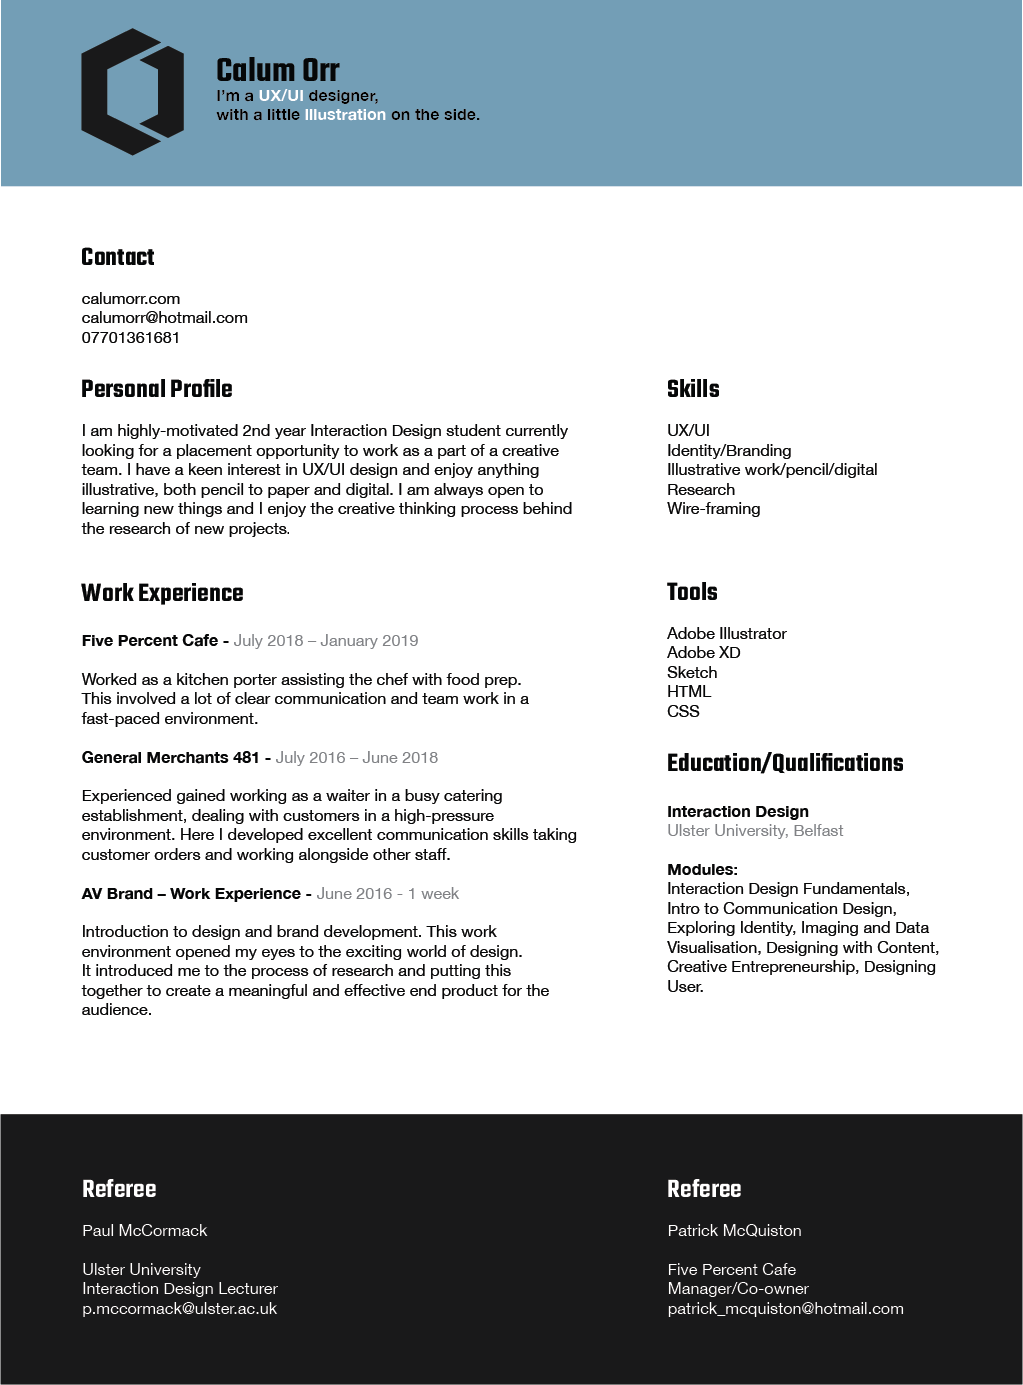 Calum Orr
I'm a UX/UI designer,
with a little Illustration on the side.
Contact
calumorr.com
calumorr@hotmail.com
07701361681
Personal Profile
I am highly-motivated 2nd year Interaction Design student currently
looking for a placement opportunity to work as a part of a creative
team. I have a keen interest in UX/UI design and enjoy anything
illustrative, both pencil to paper and digital. I am always open to
learning new things and I enjoy the creative thinking process behind
the research of new projects.
Skills
UX/UI
Identity/Branding
Illustrative work/pencil/digital
Research
Wire-framing
Work Experience
Five Percent Cafe - July 2018 – January 2019
Worked as a kitchen porter assisting the chef with food prep.
This involved a lot of clear communication and team work in a
fast-paced environment.
General Merchants 481 - July 2016 – June 2018
Experienced gained working as a waiter in a busy catering
establishment, dealing with customers in a high-pressure
environment. Here I developed excellent communication skills taking
customer orders and working alongside other staff.
AV Brand – Work Experience - June 2016 - 1 week
Introduction to design and brand development. This work
environment opened my eyes to the exciting world of design.
It introduced me to the process of research and putting this
together to create a meaningful and effective end product for the
audience.
Tools
Adobe Illustrator
Adobe XD
Sketch
HTML
CSS
Education/Qualifications
Interaction Design
Ulster University, Belfast
Modules:
Interaction Design Fundamentals,
Intro to Communication Design,
Exploring Identity, Imaging and Data
Visualisation, Designing with Content,
Creative Entrepreneurship, Designing
User.
Referee
Paul McCormack
Ulster University
Interaction Design Lecturer
p.mccormack@ulster.ac.uk
Referee
Patrick McQuiston
Five Percent Cafe
Manager/Co-owner
patrick_mcquiston@hotmail.com